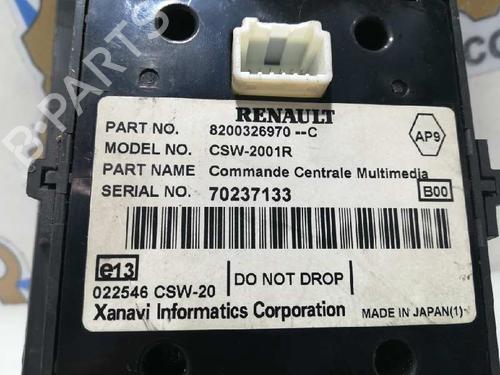 RENAULT
PART NO. 8200326970 --C
AP9
MODEL NO. CSW-2001R
PART NAME Commande Centrale Multimedia
SERIAL NO. 70237133
B00
e13
DO NOT DROP
022546 CSW-20
Xanavi Informatics Corporation MADE IN JAPAN(1)
B-PARTS